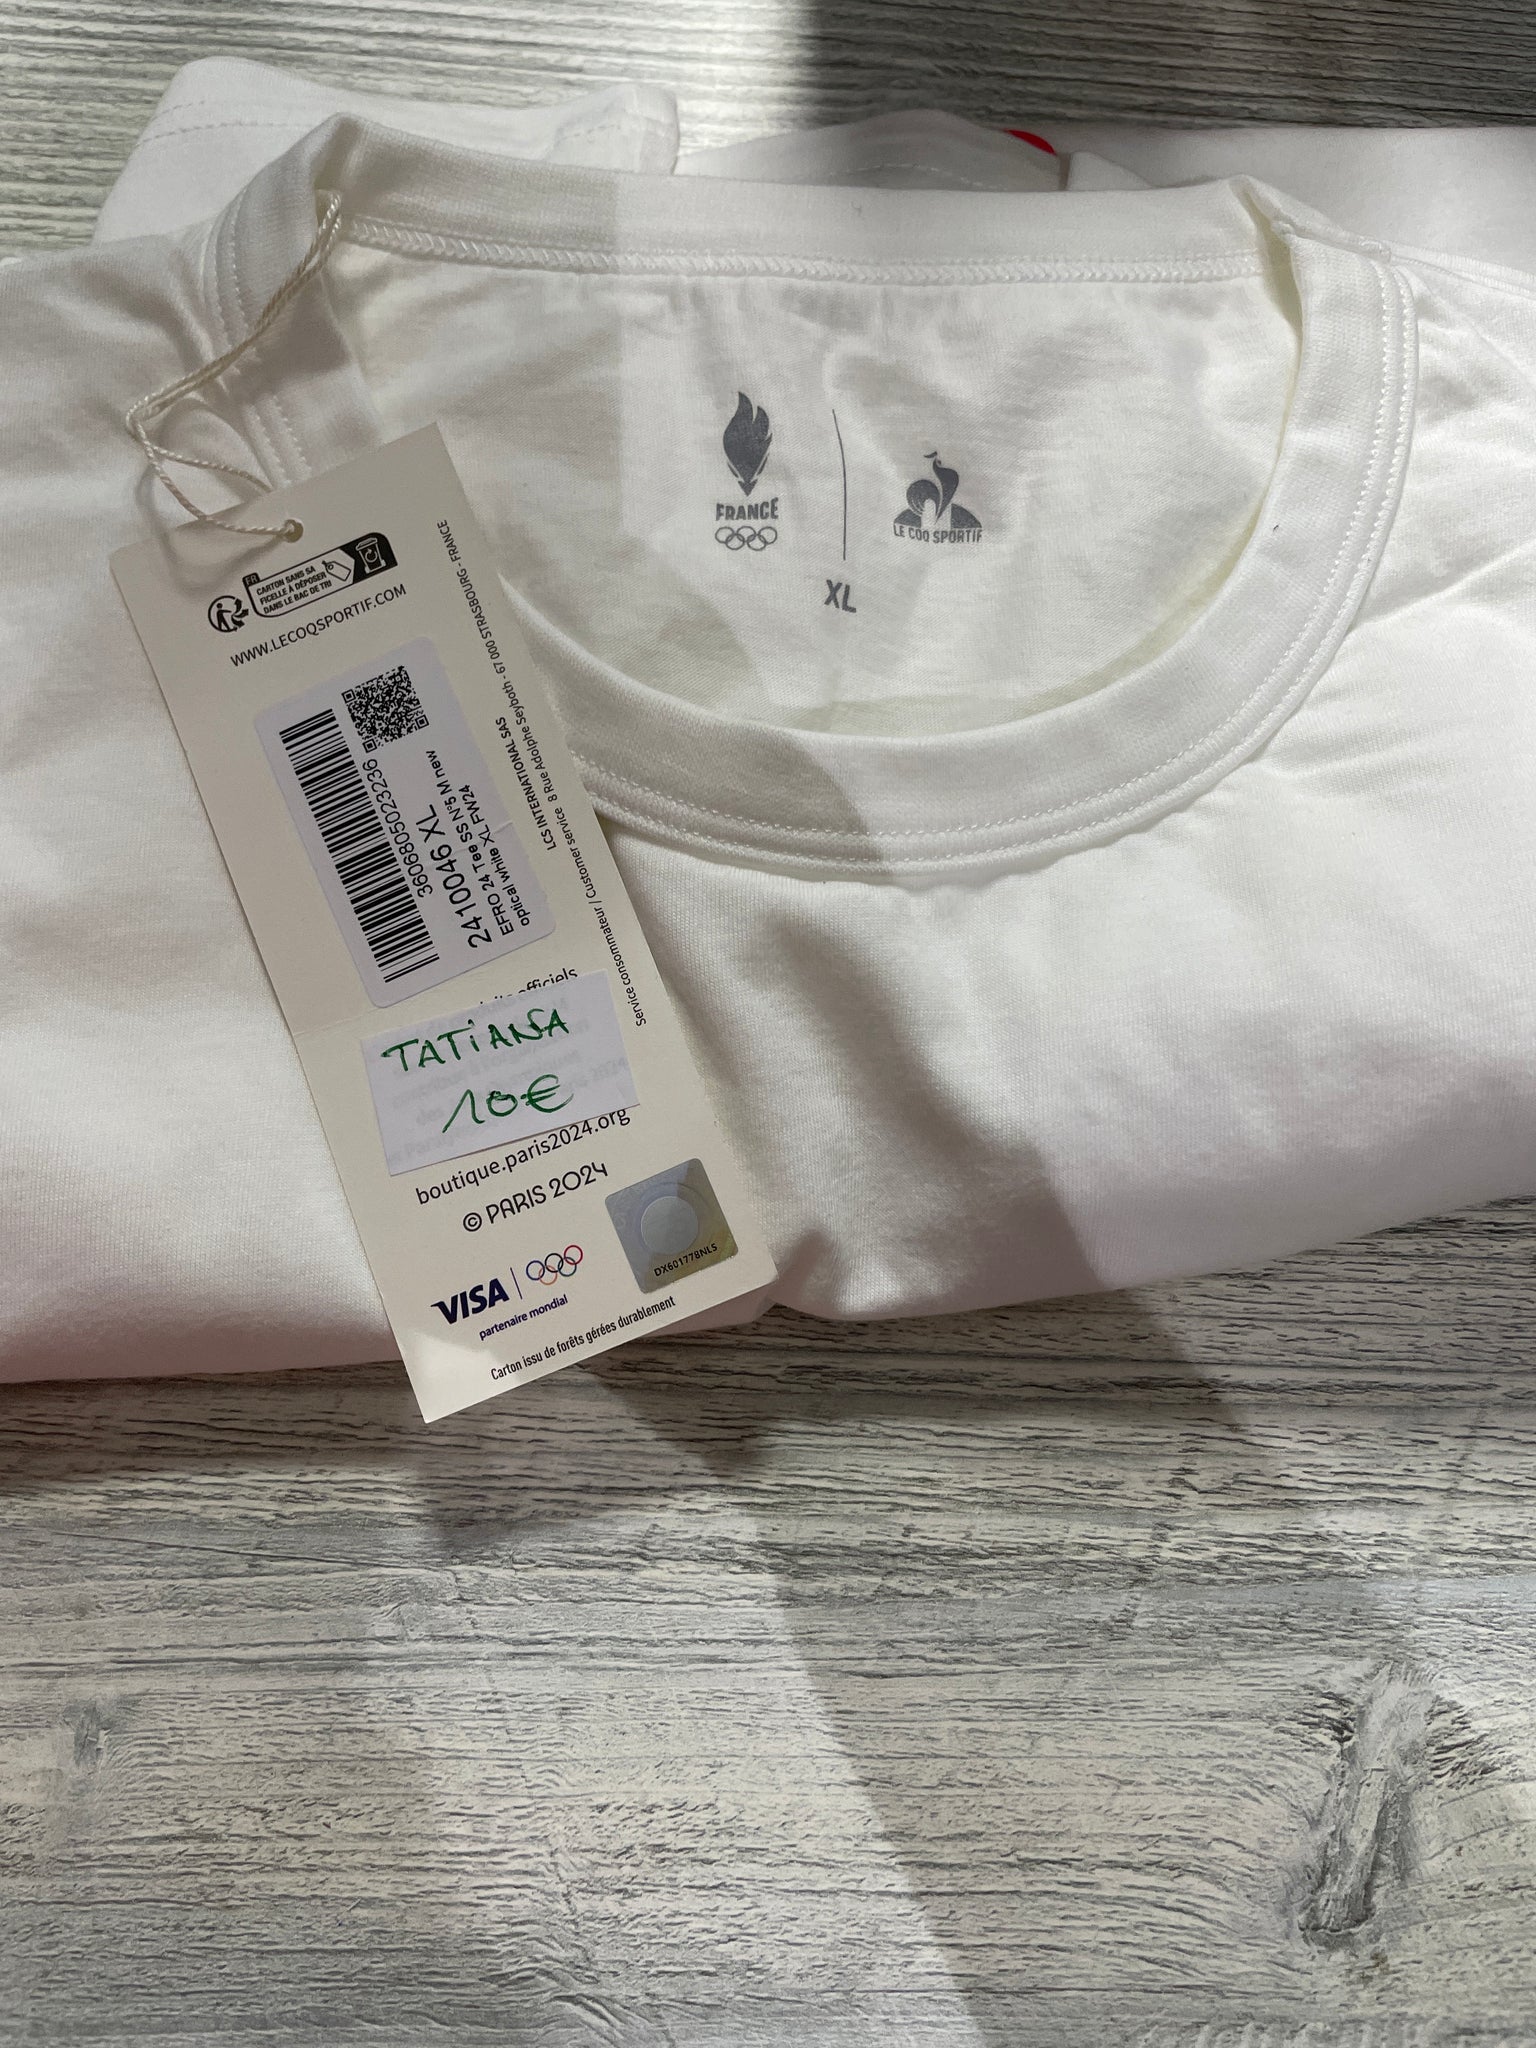 FRANCE
LE COQ SPORTIF
XL
FR
CARTON SANS SA
FICELLE À DÉPOSER
DANS LE BAC DE TRI
WWW.LECOQSPORTIF.COM
3606805023236
2410046 XL
EFRO 24 Tee SS N°5 M new
optical white XL FW24
LCS INTERNATIONAL SAS
Service consommateur / Customer service 8 Rue Adolphe Seyboth - 67 000 STRASBOURG - FRANCE
officiels
TATiANA
10€
boutique.paris2024.org
© PARIS 2024
VISA
partenaire mondial
DX601778NLS
Carton issu de forêts gérées durablement